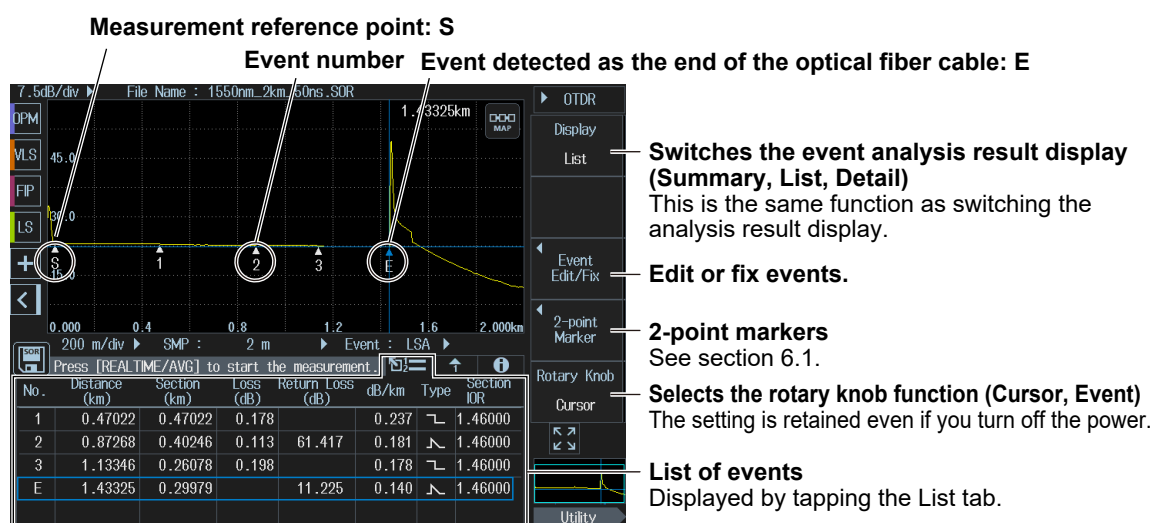 Measurement reference point: S
Event number
Event detected as the end of the optical fiber cable: E
7.5dB/div File Name : 1550nm_2km_50ns.SOR
OTDR
OPM
VLS
FIP
LS
+
<
1.43325km
MAP
45.0
30.0
15.0
S 1 2 3 E
0.000 0.4 0.8 1.2 1.6 2.000km
200 m/div SMP : 2 m Event : LSA
SOR
Press [REALTIME/AVG] to start the measurement.
No. Distance (km) Section (km) Loss (dB) Return Loss (dB) dB/km Type Section IOR
1 0.47022 0.47022 0.178 0.237 1.46000
2 0.87268 0.40246 0.113 61.417 0.181 1.46000
3 1.13346 0.26078 0.198 0.178 1.46000
E 1.43325 0.29979 11.225 0.140 1.46000
Display
List
Event
Edit/Fix
2-point
Marker
Rotary Knob
Cursor
Utility
Switches the event analysis result display
(Summary, List, Detail)
This is the same function as switching the
analysis result display.
Edit or fix events.
2-point markers
See section 6.1.
Selects the rotary knob function (Cursor, Event)
The setting is retained even if you turn off the power.
List of events
Displayed by tapping the List tab.